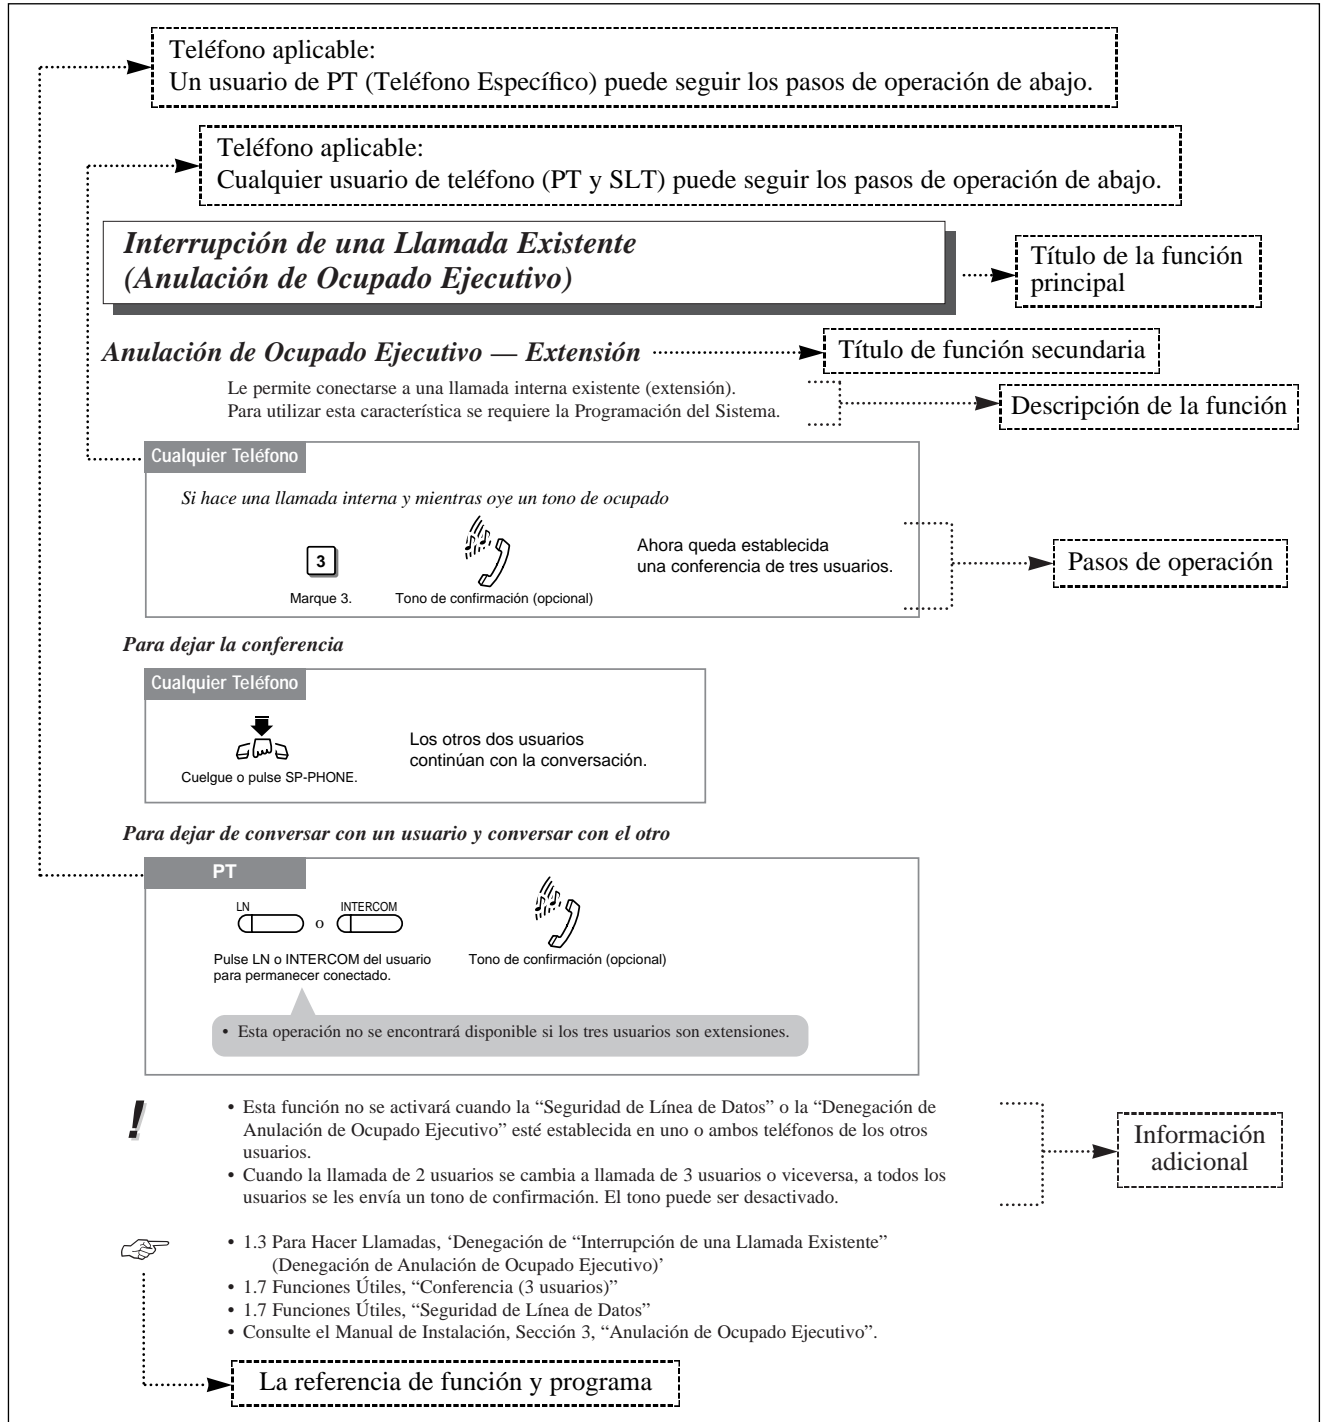 Teléfono aplicable:
Un usuario de PT (Teléfono Específico) puede seguir los pasos de operación de abajo.
Teléfono aplicable:
Cualquier usuario de teléfono (PT y SLT) puede seguir los pasos de operación de abajo.
Interrupción de una Llamada Existente
(Anulación de Ocupado Ejecutivo)
Título de la función
principal
Anulación de Ocupado Ejecutivo — Extensión
Título de función secundaria
Le permite conectarse a una llamada interna existente (extensión).
Para utilizar esta característica se requiere la Programación del Sistema.
Descripción de la función
Cualquier Teléfono
Si hace una llamada interna y mientras oye un tono de ocupado
3
Marque 3.
Tono de confirmación (opcional)
Ahora queda establecida
una conferencia de tres usuarios.
Pasos de operación
Para dejar la conferencia
Cualquier Teléfono
Cuelgue o pulse SP-PHONE.
Los otros dos usuarios
continúan con la conversación.
Para dejar de conversar con un usuario y conversar con el otro
PT
LN
o
INTERCOM
Pulse LN o INTERCOM del usuario
para permanecer conectado.
Tono de confirmación (opcional)
• Esta operación no se encontrará disponible si los tres usuarios son extensiones.
!
• Esta función no se activará cuando la “Seguridad de Línea de Datos” o la “Denegación de
Anulación de Ocupado Ejecutivo” esté establecida en uno o ambos teléfonos de los otros
usuarios.
• Cuando la llamada de 2 usuarios se cambia a llamada de 3 usuarios o viceversa, a todos los
usuarios se les envía un tono de confirmación. El tono puede ser desactivado.
Información
adicional
• 1.3 Para Hacer Llamadas, ‘Denegación de “Interrupción de una Llamada Existente”
(Denegación de Anulación de Ocupado Ejecutivo)’
• 1.7 Funciones Útiles, “Conferencia (3 usuarios)”
• 1.7 Funciones Útiles, “Seguridad de Línea de Datos”
• Consulte el Manual de Instalación, Sección 3, “Anulación de Ocupado Ejecutivo”.
La referencia de función y programa